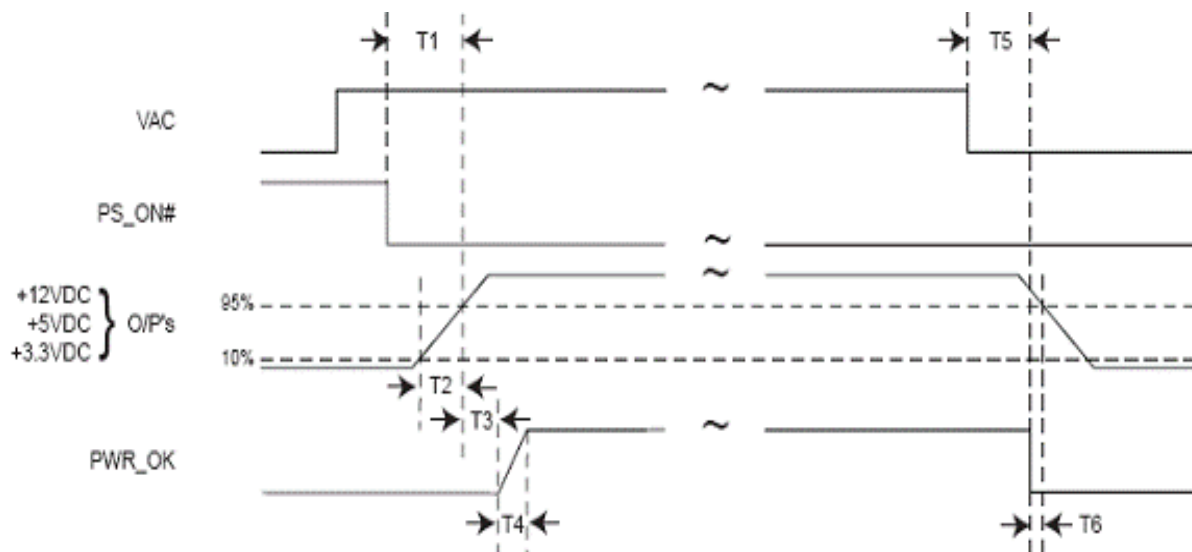 T1
T5
VAC
~
PS_ON#
~
+12VDC
+5VDC
+3.3VDC
} O/P's
95%
10%
~
T2
T3
PWR_OK
~
T4
T6